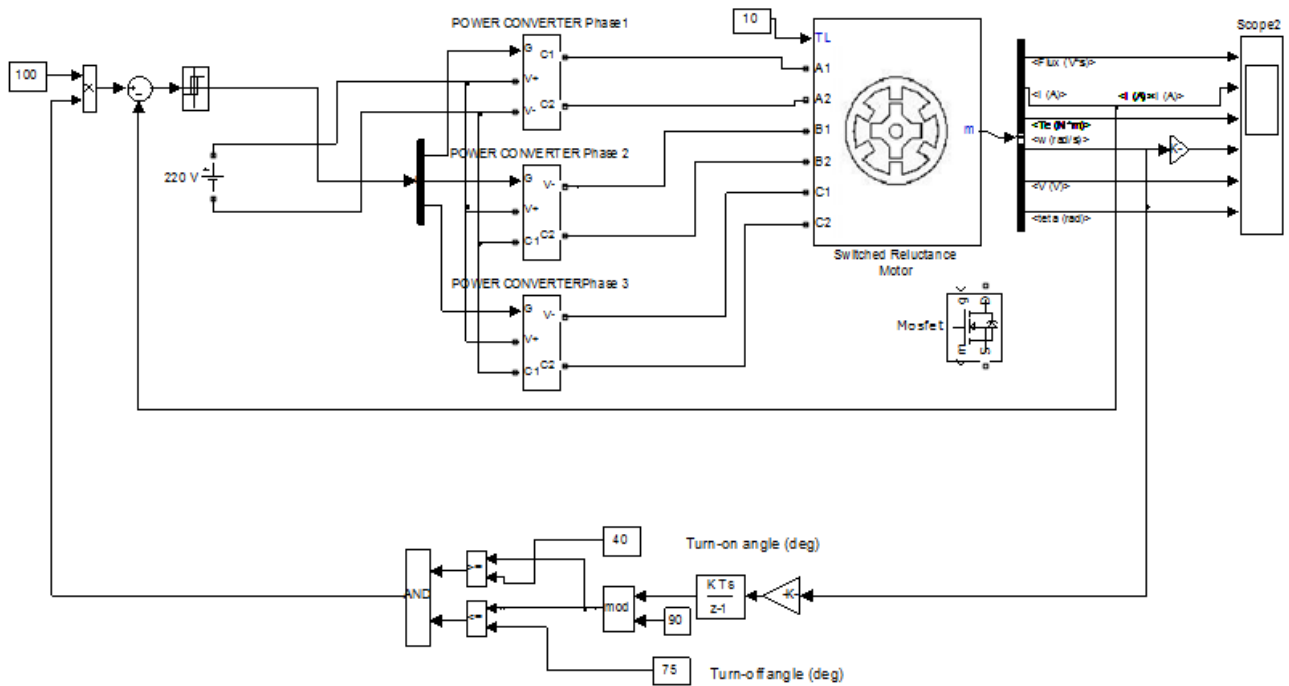 POWER CONVERTER Phase1
10
Scope2
G
C1
V+
V-
C2
TL
A1
A2
B1
B2
C1
C2
m
<Flux (V*s)>
<I (A)>
<I (A)>
<I (A)>
<Te (N*m)>
<w (rad/s)>
K-
<V (V)>
<teta (rad)>
100
X
220 V
POWER CONVERTER Phase 2
G
V-
V+
C2
C1
Switched Reluctance
Motor
POWER CONVERTERPhase 3
G
V-
V+
C2
C1
g
D
Mosfet
m
S
40
Turn-on angle (deg)
AND
>=
<=
mod
K Ts
z-1
-K-
90
75
Turn-off angle (deg)